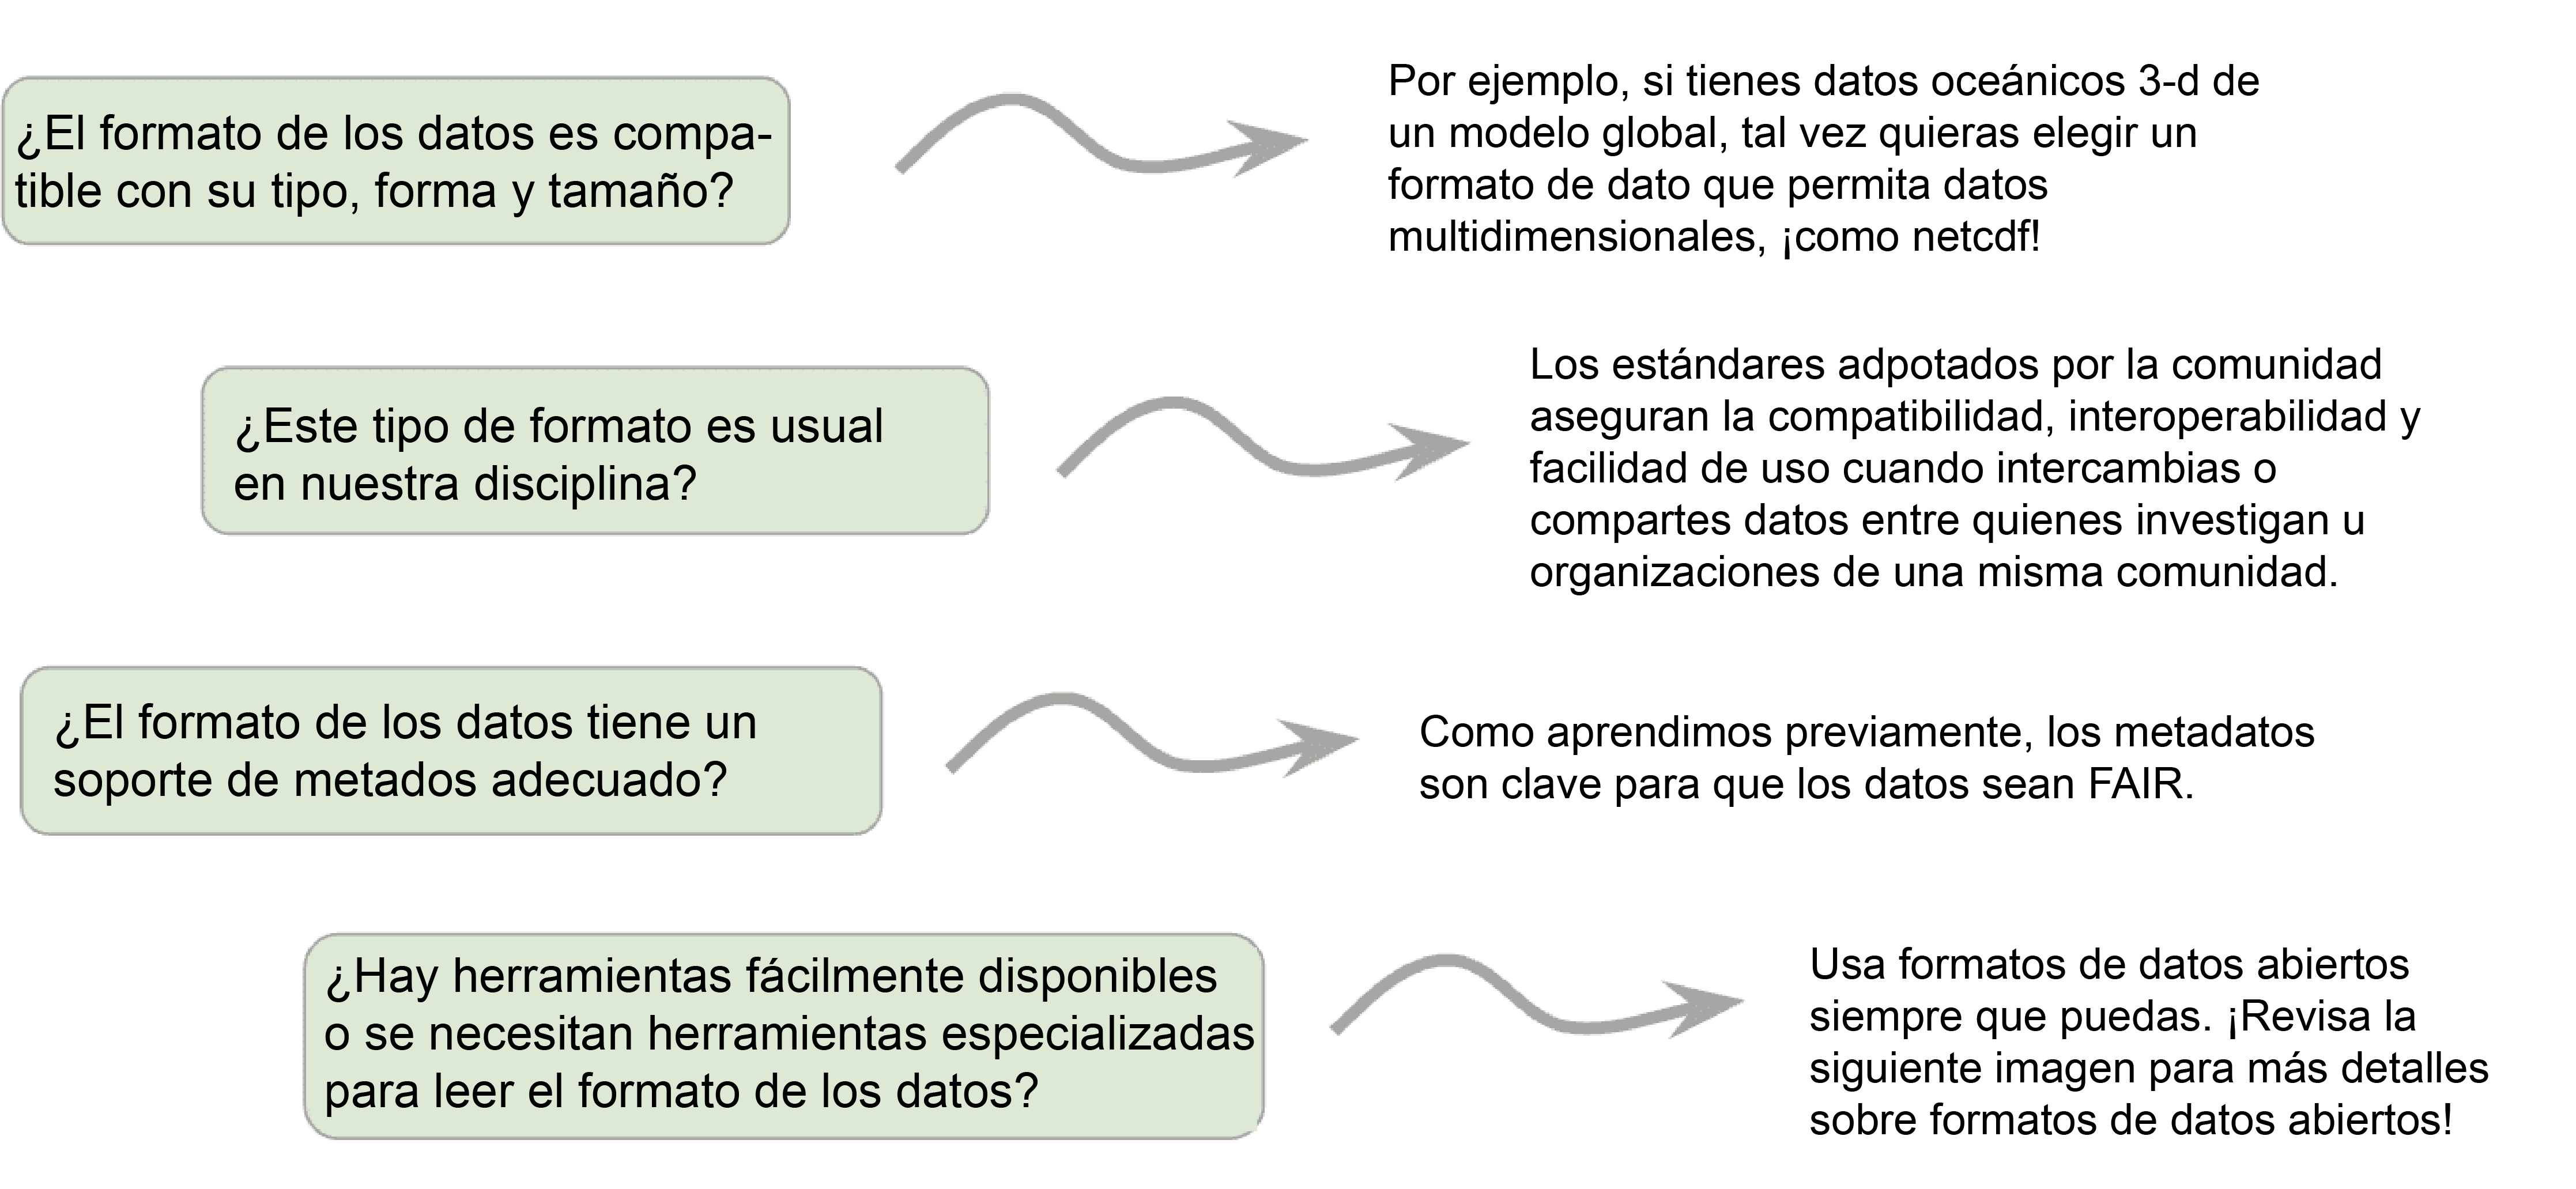 ¿El formato de los datos es compa-
tible con su tipo, forma y tamaño?
Por ejemplo, si tienes datos oceánicos 3-d de
un modelo global, tal vez quieras elegir un
formato de dato que permita datos
multidimensionales, ¡como netcdf!
¿Este tipo de formato es usual
en nuestra disciplina?
Los estándares adpotados por la comunidad
aseguran la compatibilidad, interoperabilidad y
facilidad de uso cuando intercambias o
compartes datos entre quienes investigan u
organizaciones de una misma comunidad.
¿El formato de los datos tiene un
soporte de metados adecuado?
Como aprendimos previamente, los metadatos
son clave para que los datos sean FAIR.
¿Hay herramientas fácilmente disponibles
o se necesitan herramientas especializadas
para leer el formato de los datos?
Usa formatos de datos abiertos
siempre que puedas. ¡Revisa la
siguiente imagen para más detalles
sobre formatos de datos abiertos!